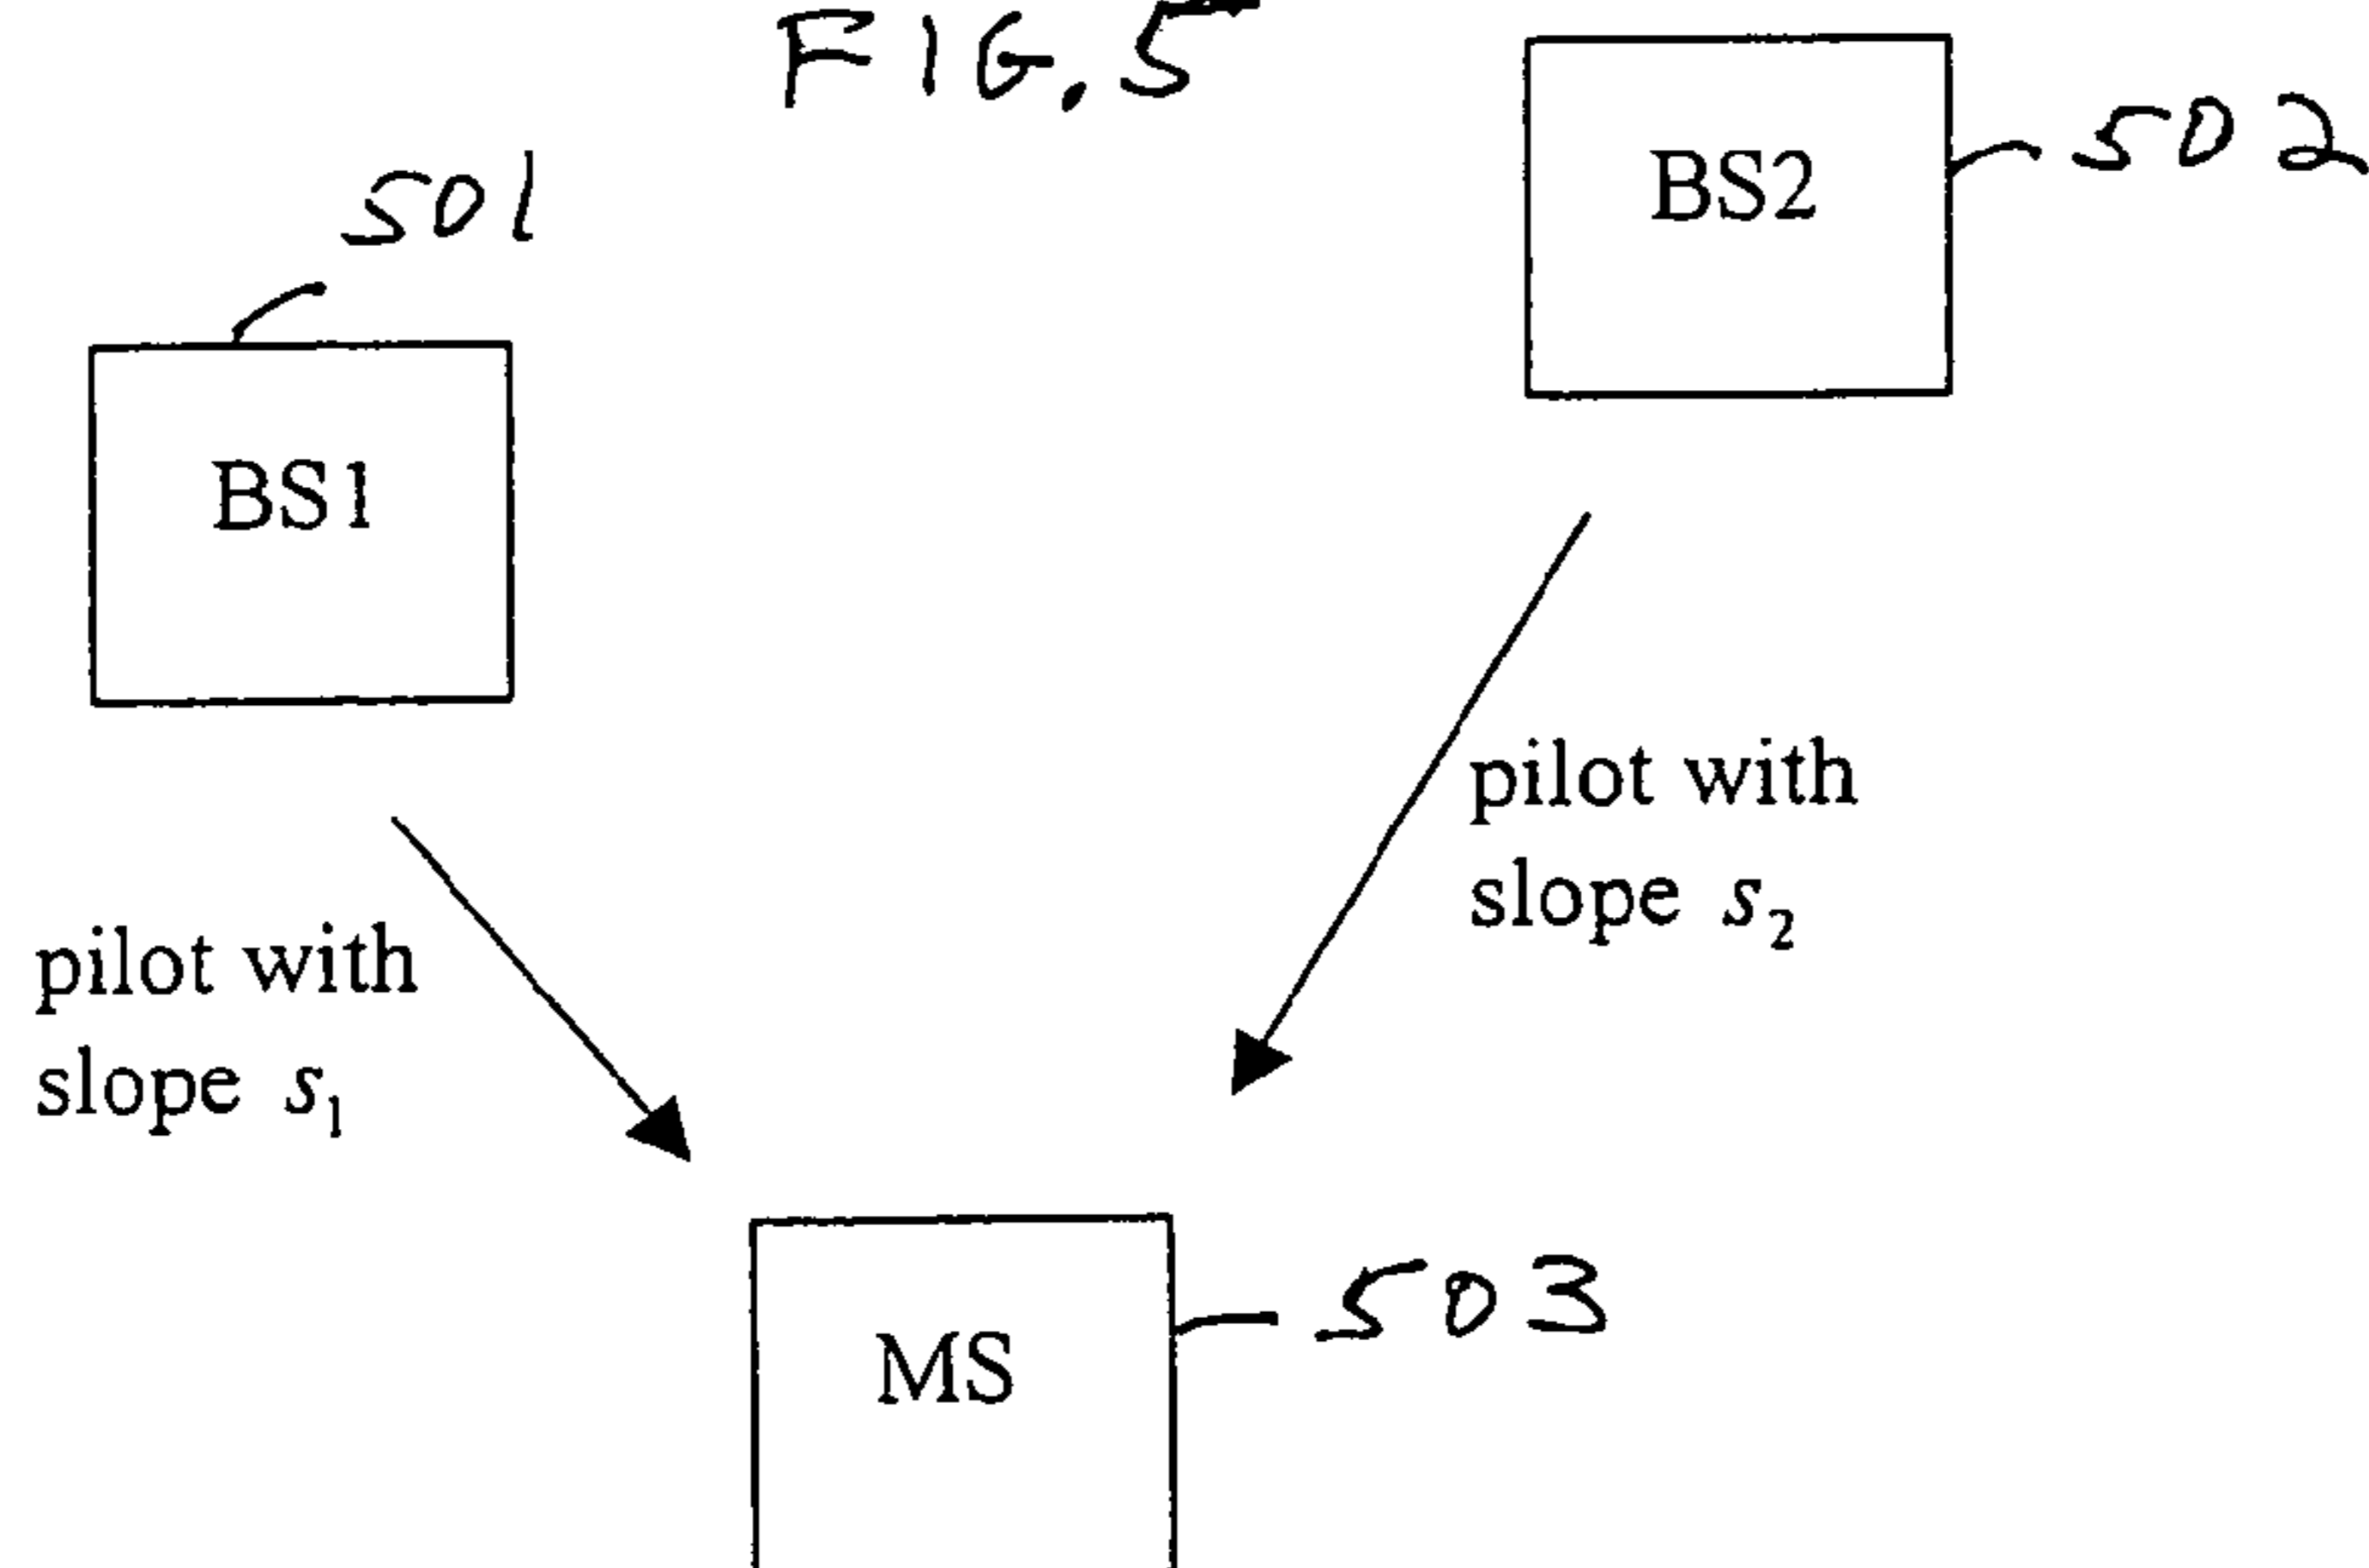 FIG. 5
501
BS2
502
BS1
pilot with
slope s₂
pilot with
slope s₁
MS
503